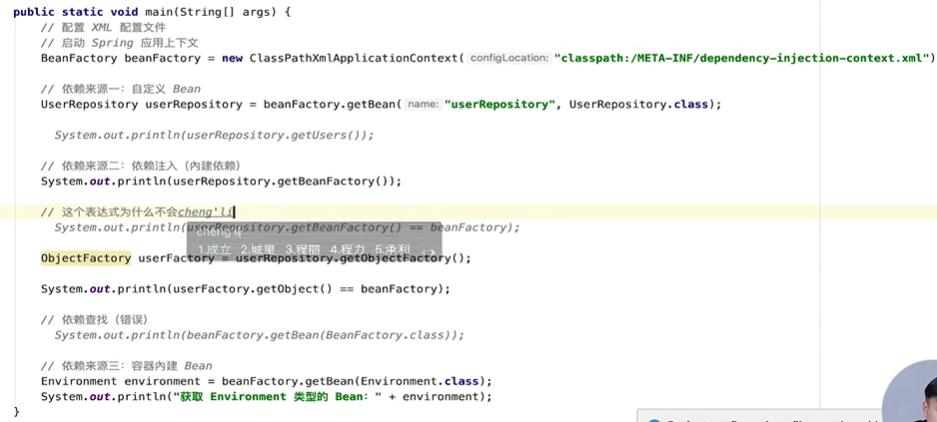 public static void main(String[] args) {
// 配置 XML 配置文件
// 启动 Spring 应用上下文
BeanFactory beanFactory = new ClassPathXmlApplicationContext( configLocation: "classpath:/META-INF/dependency-injection-context.xml")
// 依赖来源一：自定义 Bean
UserRepository userRepository = beanFactory.getBean( name: "userRepository", UserRepository.class);
System.out.println(userRepository.getUsers());
// 依赖来源二：依赖注入（內建依赖）
System.out.println(userRepository.getBeanFactory());
// 这个表达式为什么不会cheng'li
System.out.println(userRepository.getBeanFactory() == beanFactory);
cheng li
1.成立 2.城里 3.程丽 4.程力 5.承利
ObjectFactory userFactory = userRepository.getObjectFactory();
System.out.println(userFactory.getObject() == beanFactory);
// 依赖查找（错误）
System.out.println(beanFactory.getBean(BeanFactory.class));
// 依赖来源三：容器內建 Bean
Environment environment = beanFactory.getBean(Environment.class);
System.out.println("获取 Environment 类型的 Bean：" + environment);
}